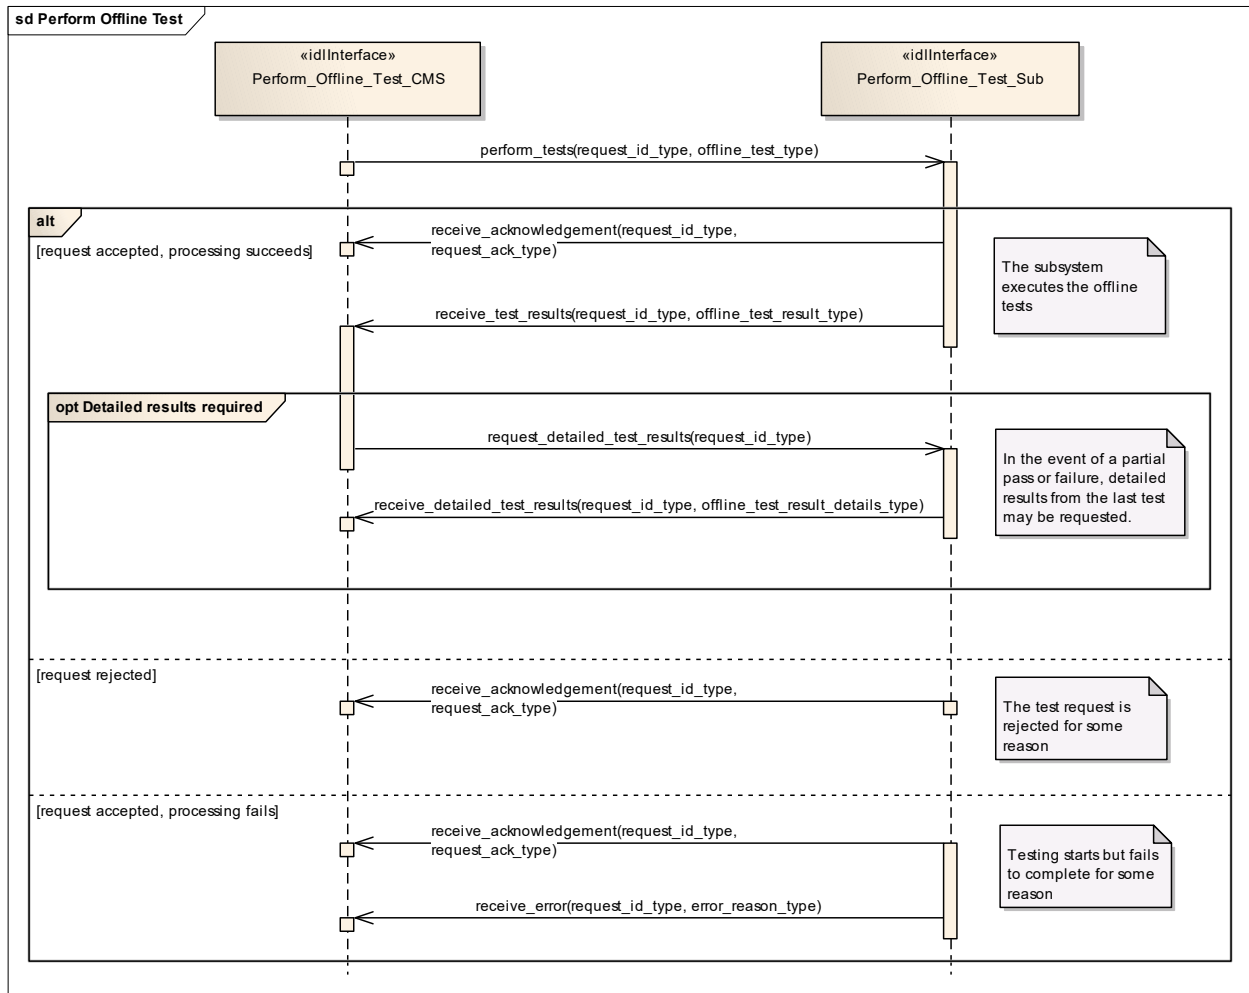 sd Perform Offline Test
«idlInterface»
Perform_Offline_Test_CMS
«idlInterface»
Perform_Offline_Test_Sub
perform_tests(request_id_type, offline_test_type)
alt
[request accepted, processing succeeds]
receive_acknowledgement(request_id_type,
request_ack_type)
The subsystem
executes the offline
tests
receive_test_results(request_id_type, offline_test_result_type)
opt Detailed results required
request_detailed_test_results(request_id_type)
In the event of a partial
pass or failure, detailed
results from the last test
may be requested.
receive_detailed_test_results(request_id_type, offline_test_result_details_type)
[request rejected]
receive_acknowledgement(request_id_type,
request_ack_type)
The test request is
rejected for some
reason
[request accepted, processing fails]
receive_acknowledgement(request_id_type,
request_ack_type)
Testing starts but fails
to complete for some
reason
receive_error(request_id_type, error_reason_type)